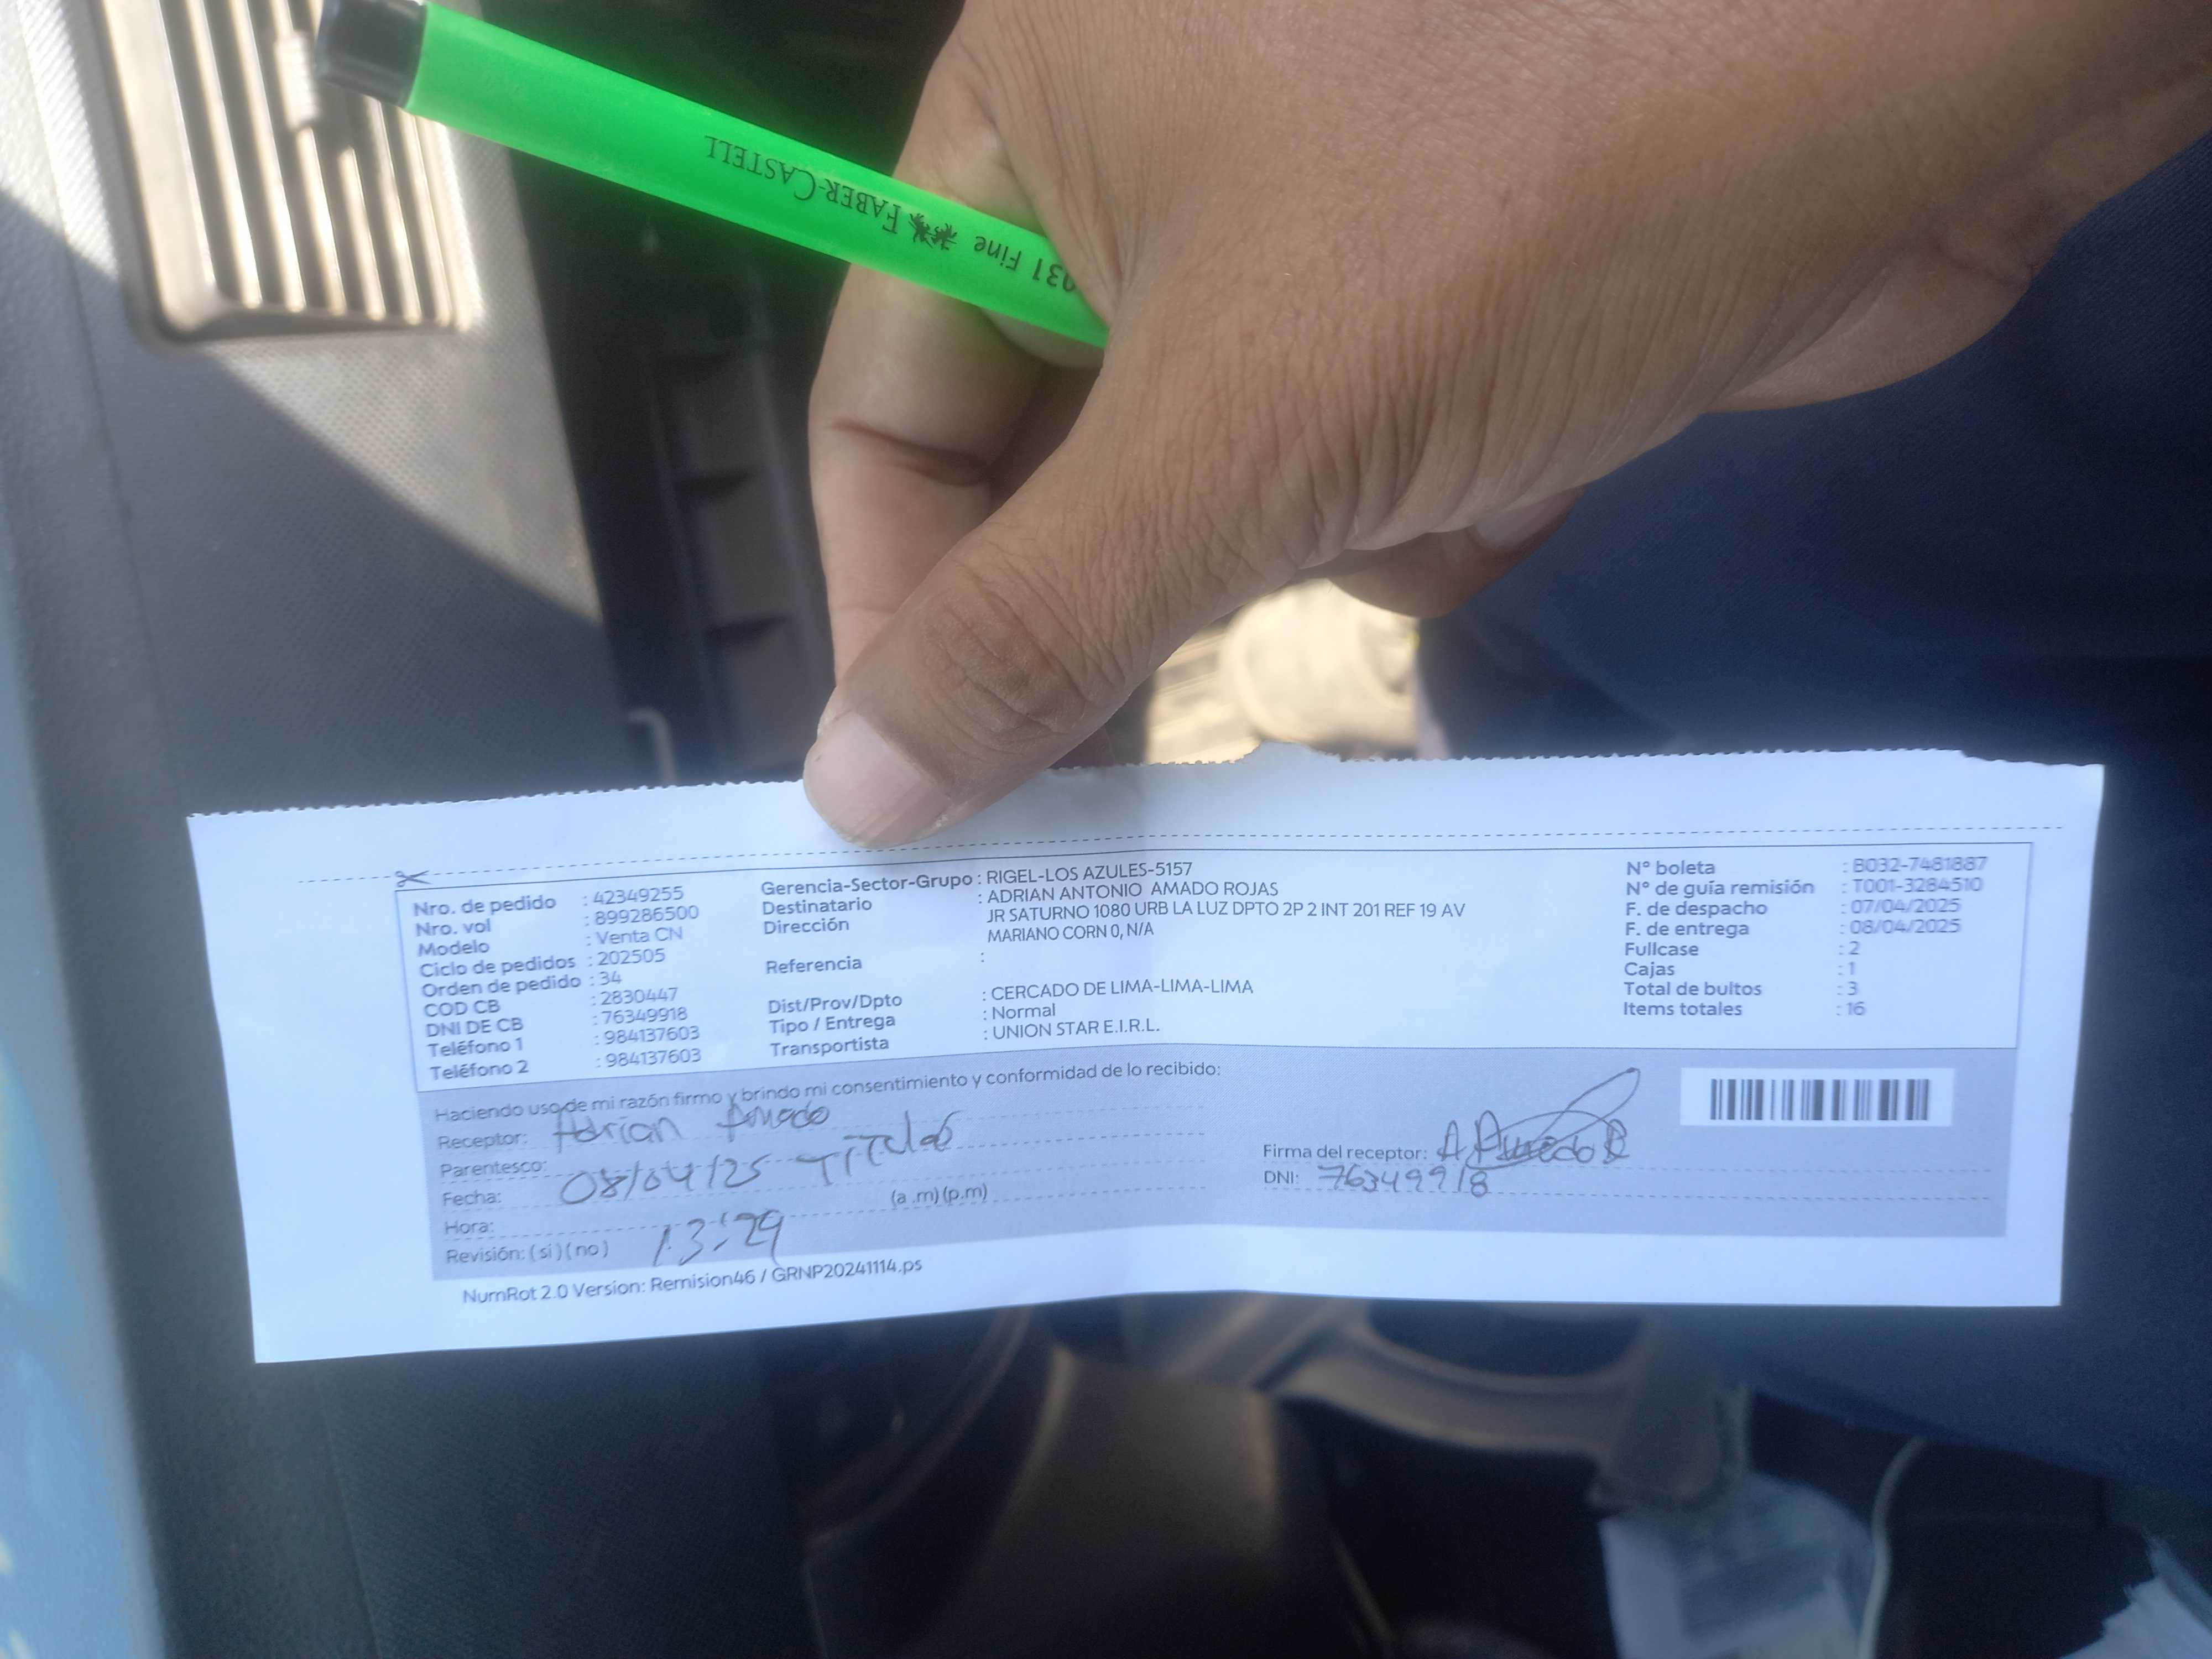 031 Fine FABER-CASTELL
Nro. de pedido : 42349255
Nro. vol : 899286500
Modelo : Venta CN
Ciclo de pedidos : 202505
Orden de pedido : 34
COD CB : 2830447
DNI DE CB : 76349918
Teléfono 1 : 984137603
Teléfono 2 : 984137603
Gerencia-Sector-Grupo : RIGEL-LOS AZULES-5157
Destinatario : ADRIAN ANTONIO AMADO ROJAS
Dirección JR SATURNO 1080 URB LA LUZ DPTO 2P 2 INT 201 REF 19 AV
MARIANO CORN 0, N/A
Referencia :
Dist/Prov/Dpto : CERCADO DE LIMA-LIMA-LIMA
Tipo / Entrega : Normal
Transportista : UNION STAR E.I.R.L.
N° boleta : B032-7481887
N° de guía remisión : T001-3284510
F. de despacho : 07/04/2025
F. de entrega : 08/04/2025
Fullcase : 2
Cajas : 1
Total de bultos : 3
Items totales : 16
Haciendo uso de mi razón firmo y brindo mi consentimiento y conformidad de lo recibido:
Receptor: Adrian Amado
Parentesco: Titular
Fecha: 08/04/25
Hora: (a .m) (p.m)
Revisión: ( si ) ( no ) 13:29
Firma del receptor: A Amado R
DNI: 76349918
NumRot 2.0 Version: Remision46 / GRNP20241114.ps